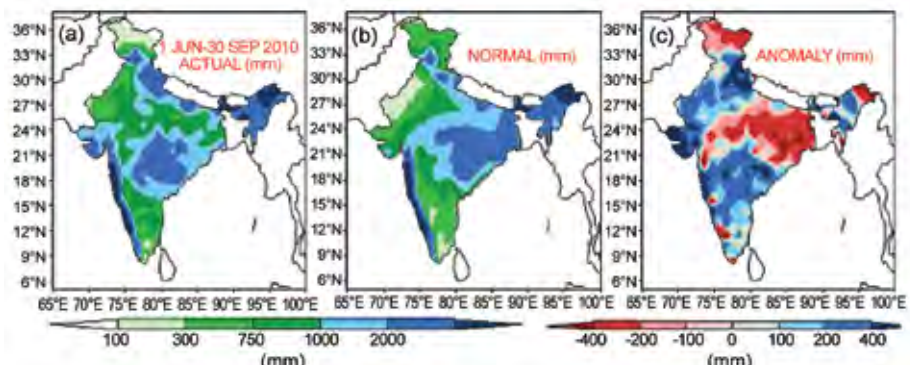 (a)
1 JUN-30 SEP 2010
ACTUAL (mm)
36°N
33°N
30°N
27°N
24°N
21°N
18°N
15°N
12°N
9°N
6°N
65°E 70°E 75°E 80°E 85°E 90°E 95°E 100°E
(b)
NORMAL (mm)
36°N
33°N
30°N
27°N
24°N
21°N
18°N
15°N
12°N
9°N
6°N
65°E 70°E 75°E 80°E 85°E 90°E 95°E 100°E
(c)
ANOMALY (mm)
36°N
33°N
30°N
27°N
24°N
21°N
18°N
15°N
12°N
9°N
6°N
65°E 70°E 75°E 80°E 85°E 90°E 95°E 100°E
100 300 750 1000 2000
(mm)
-400 -200 -100 0 100 200 400
(mm)